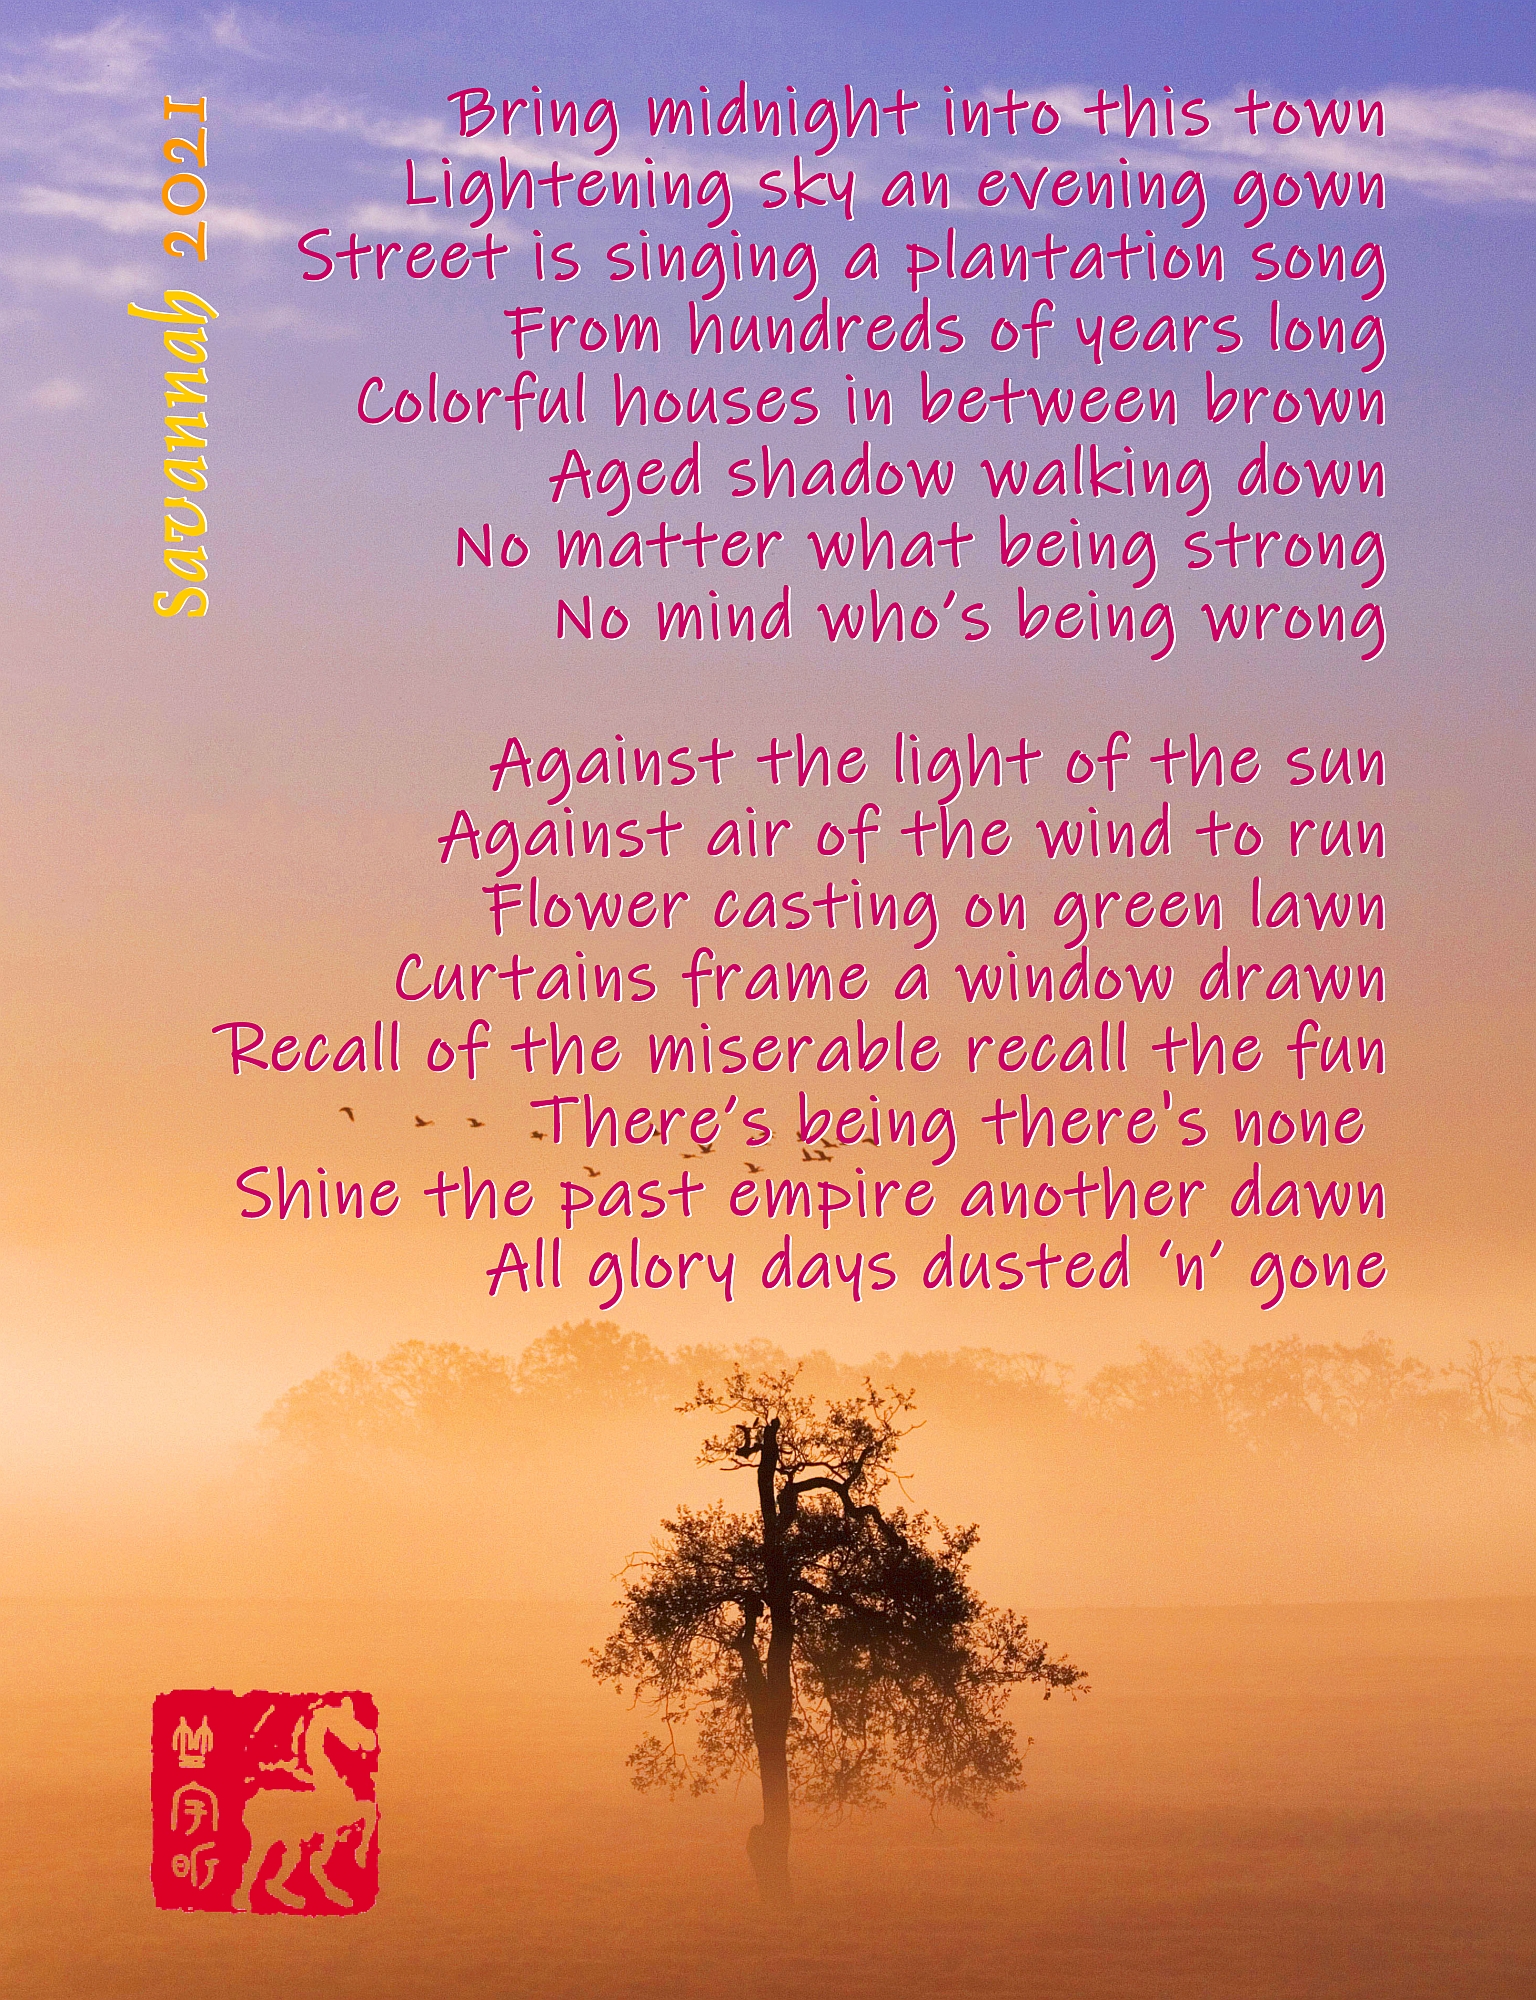 Savannah 2021
Bring midnight into this town
Lightening sky an evening gown
Street is singing a plantation song
From hundreds of years long
Colorful houses in between brown
Aged shadow walking down
No matter what being strong
No mind who’s being wrong
Against the light of the sun
Against air of the wind to run
Flower casting on green lawn
Curtains frame a window drawn
Recall of the miserable recall the fun
There’s being there's none
Shine the past empire another dawn
All glory days dusted ‘n’ gone